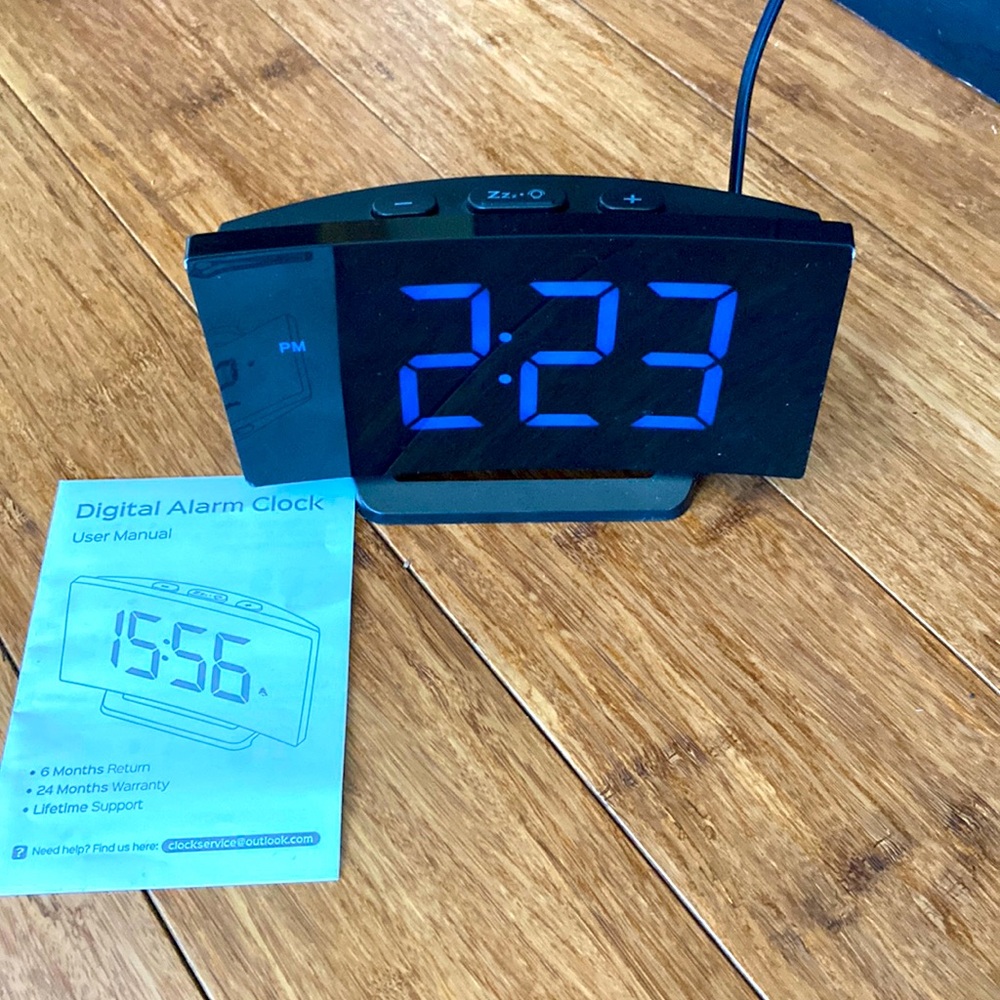 − Zzz + 
PM 2:23
Digital Alarm Clock
User Manual
15:56
• 6 Months Return
• 24 Months Warranty
• Lifetime Support
? Need help? Find us here: clockservice@outlook.com